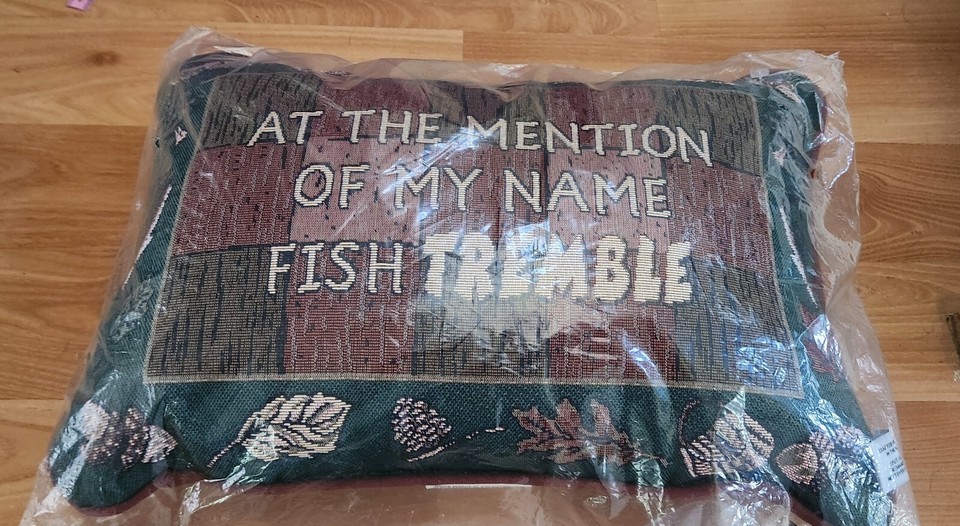 AT THE MENTION
OF MY NAME
FISH TREMBLE